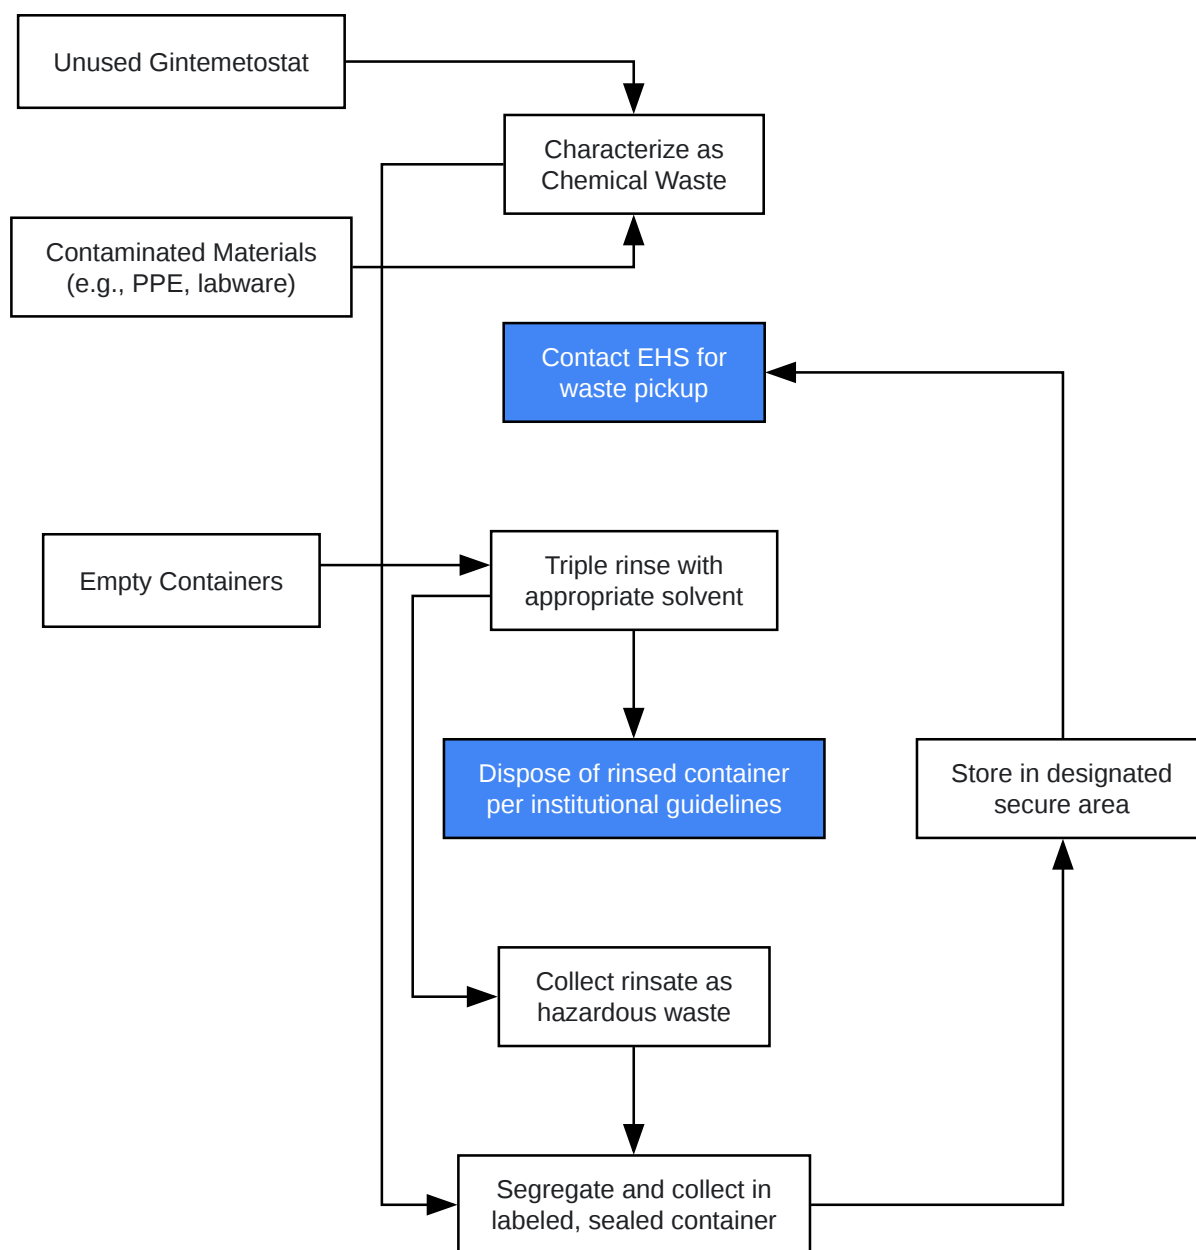 Unused Gintemetostat
Characterize as
Chemical Waste
Contaminated Materials
(e.g., PPE, labware)
Contact EHS for
waste pickup
Empty Containers
Triple rinse with
appropriate solvent
Dispose of rinsed container
per institutional guidelines
Store in designated
secure area
Collect rinsate as
hazardous waste
Segregate and collect in
labeled, sealed container